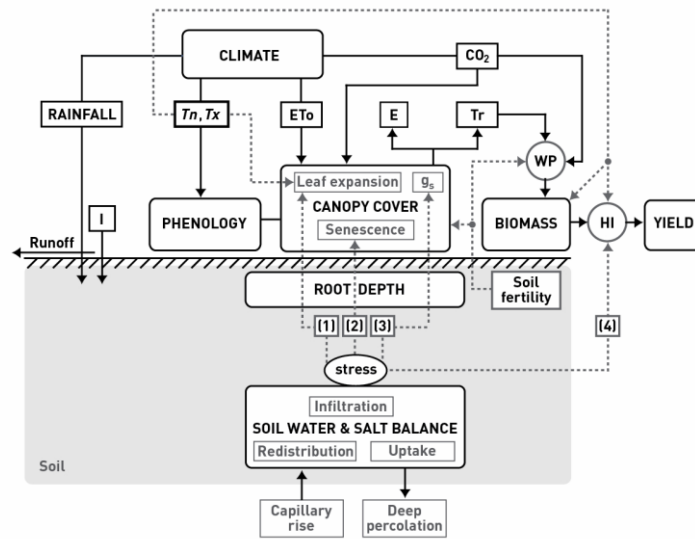 CLIMATE
CO₂
RAINFALL
Tn, Tx
ETo
E
Tr
WP
Leaf expansion
gs
I
PHENOLOGY
CANOPY COVER
BIOMASS
HI
YIELD
Senescence
Runoff
ROOT DEPTH
Soil
fertility
(1)
(2)
(3)
(4)
stress
Infiltration
SOIL WATER & SALT BALANCE
Redistribution
Uptake
Soil
Capillary
rise
Deep
percolation